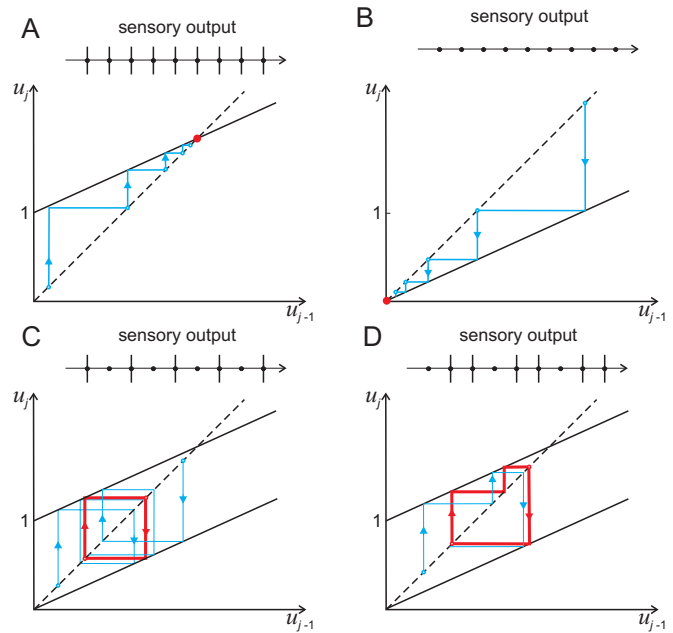 A
sensory output
u_j
1
u_{j-1}
B
sensory output
u_j
1
u_{j-1}
C
sensory output
u_j
1
u_{j-1}
D
sensory output
u_j
1
u_{j-1}